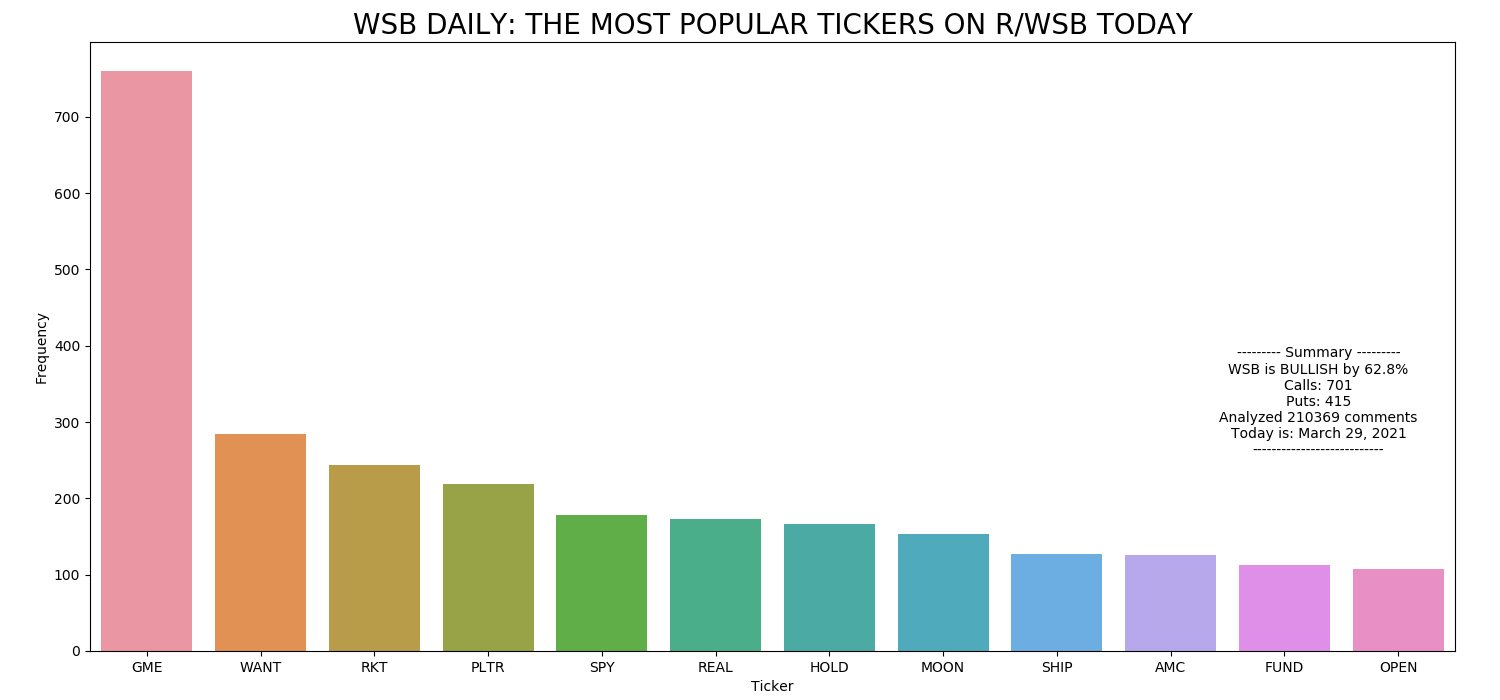 WSB DAILY: THE MOST POPULAR TICKERS ON R/WSB TODAY
700
600
500
400
300
200
100
0
Frequency
--------- Summary ---------
WSB is BULLISH by 62.8%
Calls: 701
Puts: 415
Analyzed 210369 comments
Today is: March 29, 2021
---------------------------
GME WANT RKT PLTR SPY REAL HOLD MOON SHIP AMC FUND OPEN
Ticker